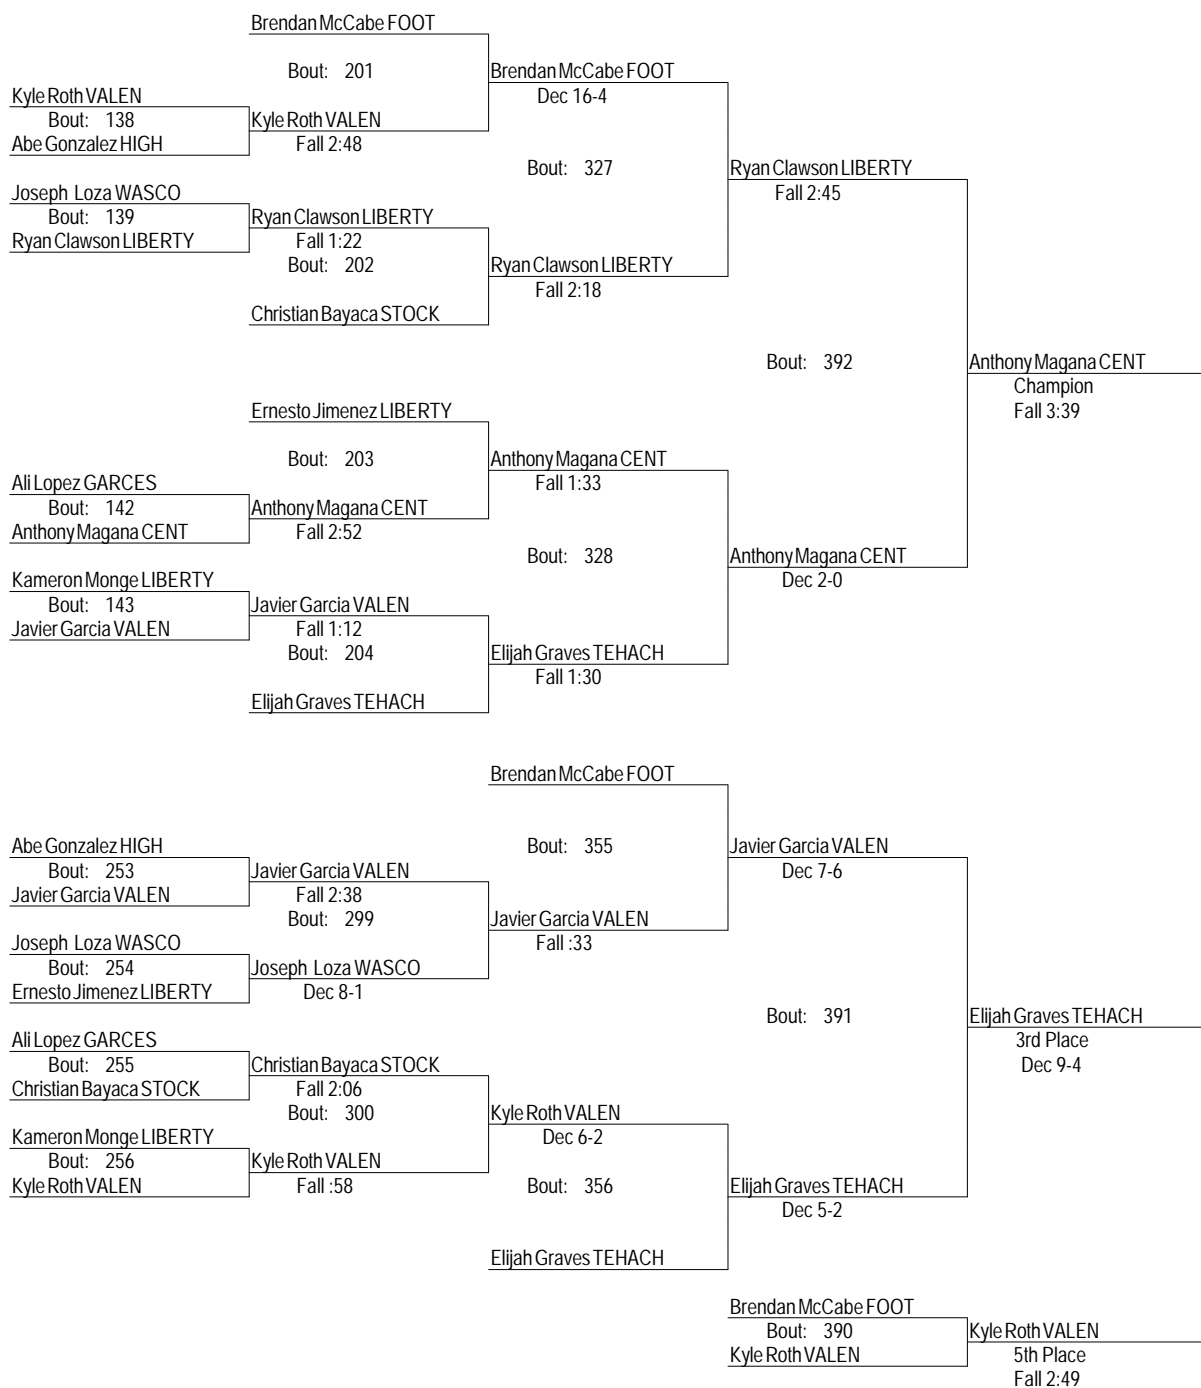 Brendan McCabe FOOT
Bout: 201
Brendan McCabe FOOT
Kyle Roth VALEN
Dec 16-4
Bout: 138
Kyle Roth VALEN
Abe Gonzalez HIGH
Fall 2:48
Bout: 327
Ryan Clawson LIBERTY
Joseph Loza WASCO
Fall 2:45
Bout: 139
Ryan Clawson LIBERTY
Ryan Clawson LIBERTY
Fall 1:22
Bout: 202
Ryan Clawson LIBERTY
Fall 2:18
Christian Bayaca STOCK
Bout: 392
Anthony Magana CENT
Champion
Ernesto Jimenez LIBERTY
Fall 3:39
Bout: 203
Anthony Magana CENT
Ali Lopez GARCES
Fall 1:33
Bout: 142
Anthony Magana CENT
Anthony Magana CENT
Fall 2:52
Bout: 328
Anthony Magana CENT
Kameron Monge LIBERTY
Dec 2-0
Bout: 143
Javier Garcia VALEN
Javier Garcia VALEN
Fall 1:12
Bout: 204
Elijah Graves TEHACH
Fall 1:30
Elijah Graves TEHACH
Brendan McCabe FOOT
Abe Gonzalez HIGH
Bout: 355
Javier Garcia VALEN
Bout: 253
Javier Garcia VALEN
Dec 7-6
Javier Garcia VALEN
Fall 2:38
Bout: 299
Javier Garcia VALEN
Joseph Loza WASCO
Fall :33
Bout: 254
Joseph Loza WASCO
Ernesto Jimenez LIBERTY
Dec 8-1
Bout: 391
Elijah Graves TEHACH
Ali Lopez GARCES
3rd Place
Bout: 255
Christian Bayaca STOCK
Dec 9-4
Christian Bayaca STOCK
Fall 2:06
Bout: 300
Kyle Roth VALEN
Kameron Monge LIBERTY
Dec 6-2
Bout: 256
Kyle Roth VALEN
Kyle Roth VALEN
Fall :58
Bout: 356
Elijah Graves TEHACH
Dec 5-2
Elijah Graves TEHACH
Brendan McCabe FOOT
Bout: 390
Kyle Roth VALEN
Kyle Roth VALEN
5th Place
Fall 2:49